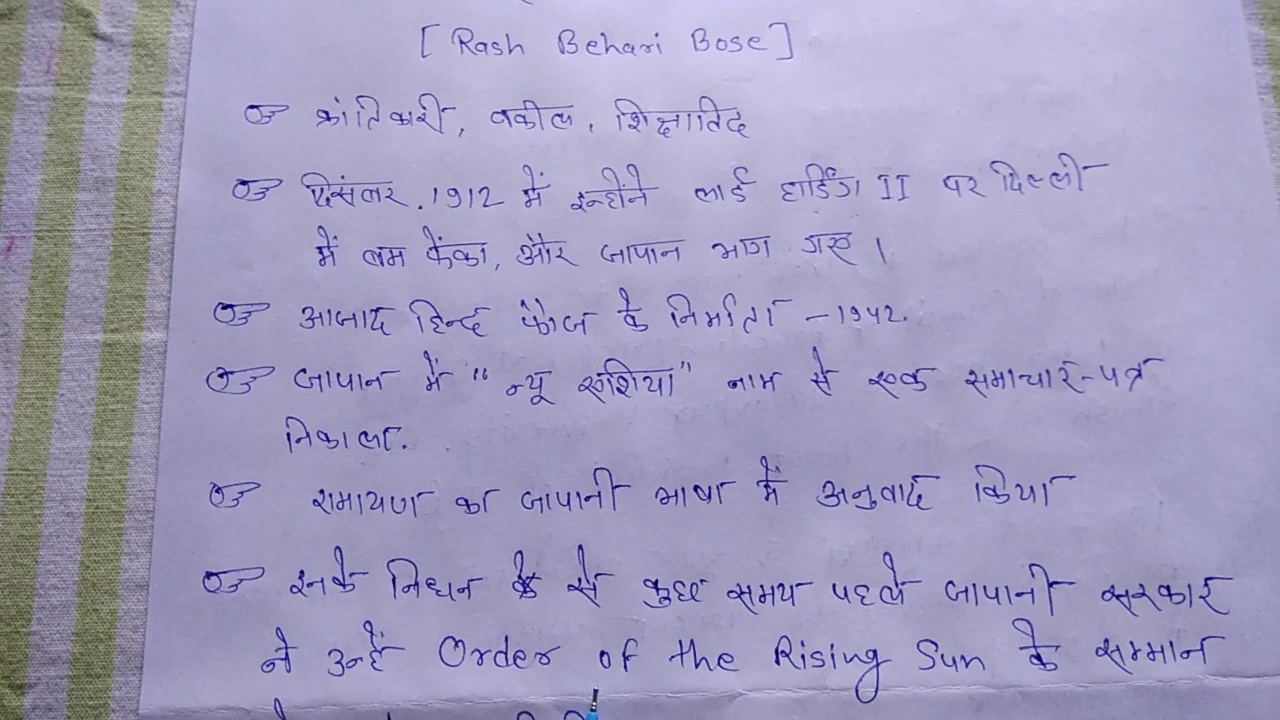 [Rash Behari Bose]
क्रांतिकारी, वकील, शिक्षाविद
दिसंबर. 1912 में इन्होने लार्ड हार्डिंग II पर दिल्ली
में बम फेंका, और जापान भाग गए।
आजाद हिन्द फौज के निर्माता - 1942.
जापान में "न्यू एशिया" नाम से एक समाचार-पत्र
निकाला.
रामायण का जापानी भाषा में अनुवाद किया
इनके निधन से कुछ समय पहले जापानी सरकार
ने उन्हें Order of the Rising Sun के सम्मान